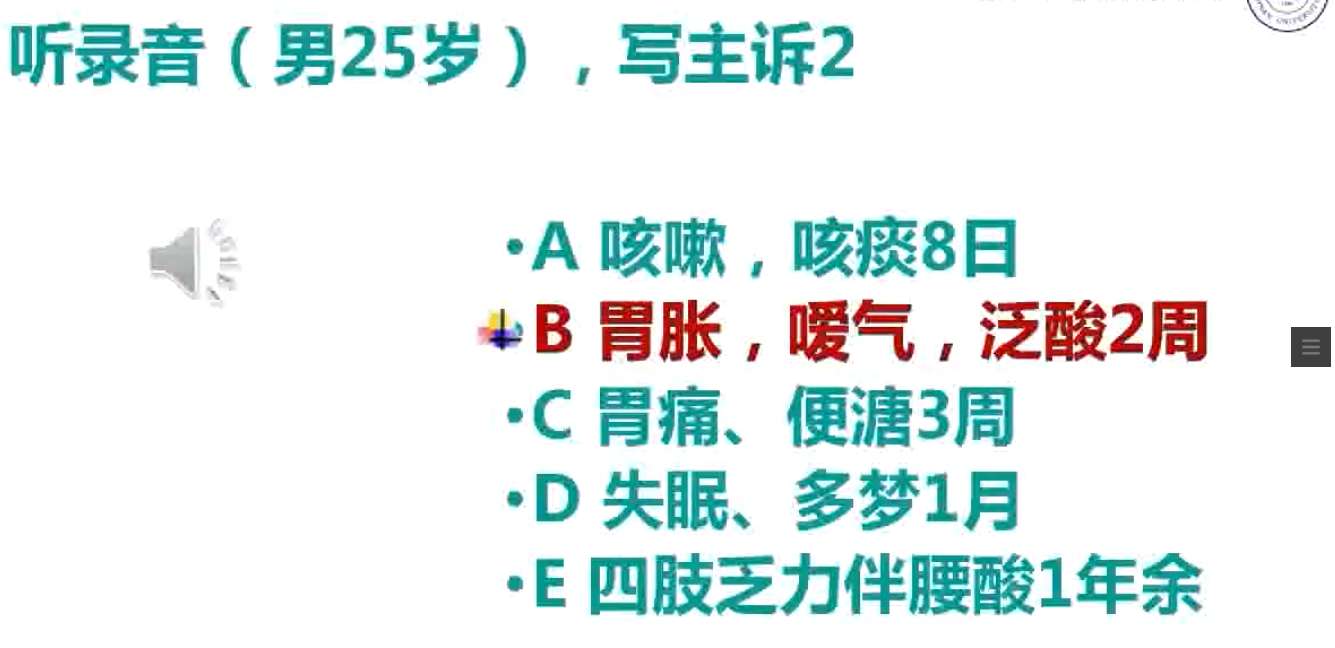 听录音（男25岁），写主诉2
•A 咳嗽，咳痰8日
B 胃胀，嗳气，泛酸2周
•C 胃痛、便溏3周
•D 失眠、多梦1月
•E 四肢乏力伴腰酸1年余